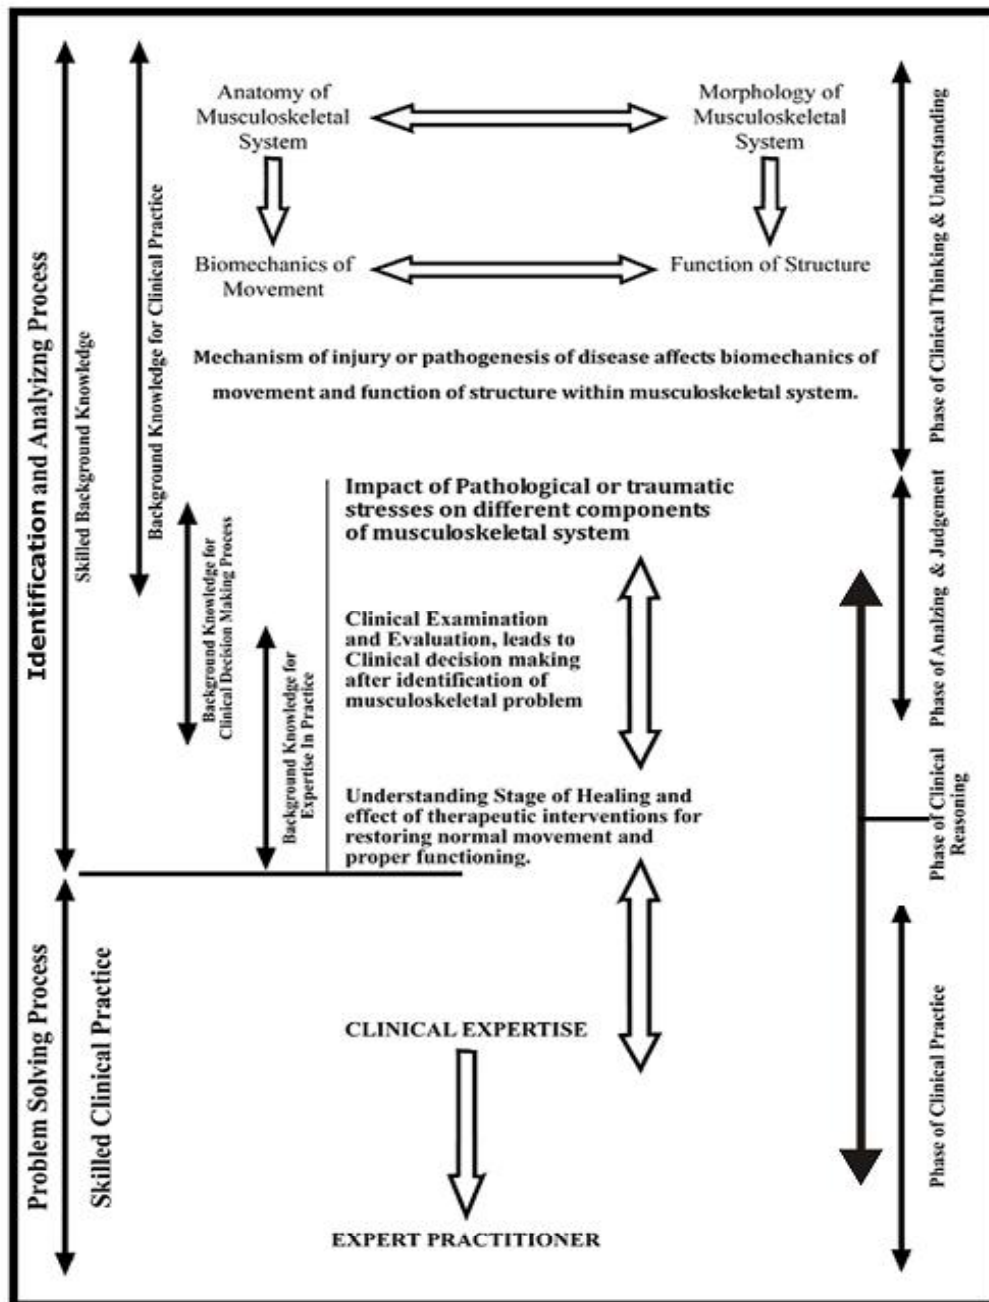 Anatomy of
Musculoskeletal
System
Morphology of
Musculoskeletal
System
Biomechanics of
Movement
Function of Structure
Mechanism of injury or pathogenesis of disease affects biomechanics of
movement and function of structure within musculoskeletal system.
Impact of Pathological or traumatic
stresses on different components
of musculoskeletal system
Clinical Examination
and Evaluation, leads to
Clinical decision making
after identification of
musculoskeletal problem
Understanding Stage of Healing and
effect of therapeutic interventions for
restoring normal movement and
proper functioning.
CLINICAL EXPERTISE
EXPERT PRACTITIONER
Identification and Analyizing Process
Skilled Background Knowledge
Background Knowledge for Clinical Practice
Background Knowledge for
Clinical Decision Making Process
Background Knowledge for
Expertise In Practice
Problem Solving Process
Skilled Clinical Practice
Phase of Clinical Thinking & Understanding
Phase of Analzing & Judgement
Phase of Clinical
Reasoning
Phase of Clinical Practice